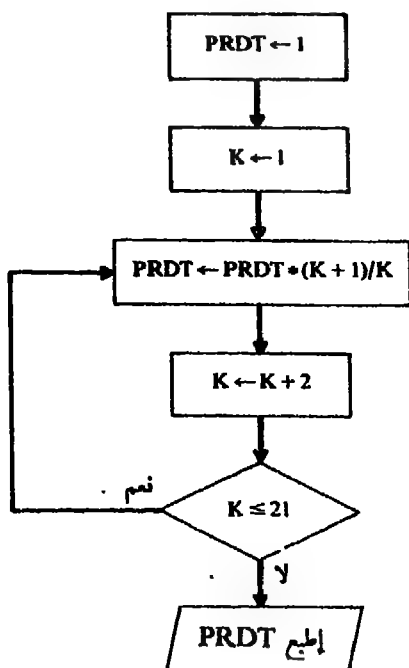 PRDT ← 1
K ← 1
PRDT ← PRDT * (K + 1)/K
K ← K + 2
نعم
K ≤ 21
لا
إطبع PRDT